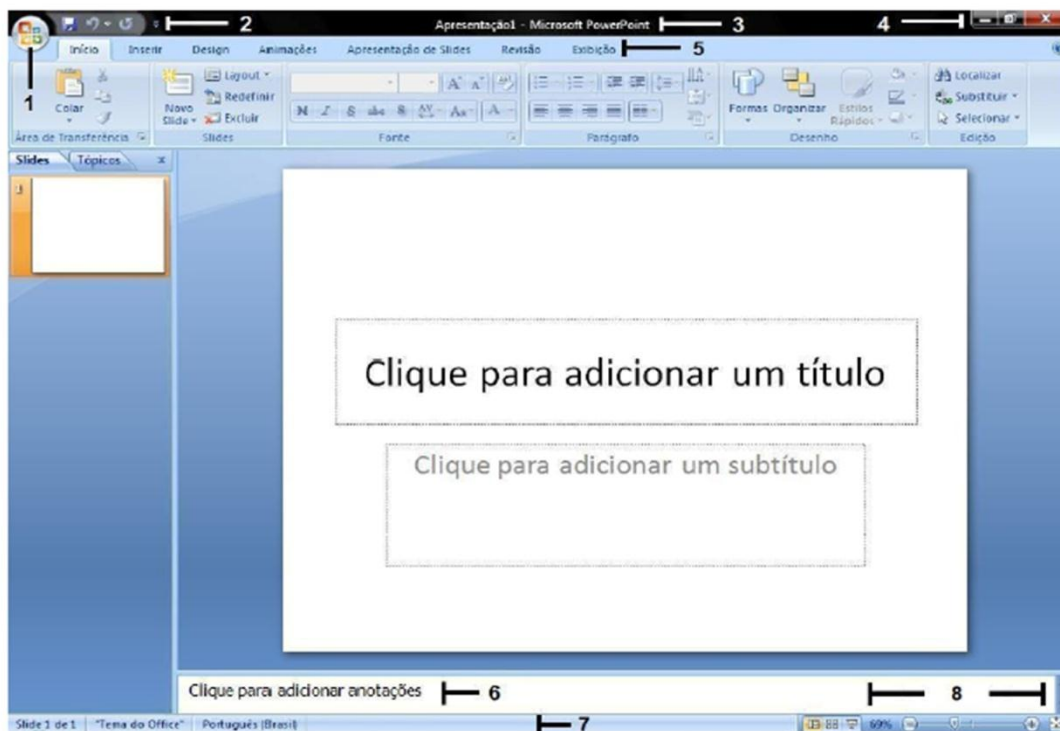 2
Apresentação1 - Microsoft PowerPoint
3
4
Início Inserir Design Animações Apresentação de Slides Revisão Exibição
5
1
Colar
Área de Transferência
Novo Slide
Layout
Redefinir
Excluir
Slides
N I S abc S AV Aa A
Fonte
Parágrafo
Formas Organizar Estilos Rápidos
Desenho
Localizar
Substituir
Selecionar
Edição
Slides Tópicos x
1
Clique para adicionar um título
Clique para adicionar um subtítulo
Clique para adicionar anotações
6
8
Slide 1 de 1 "Tema do Office" Português (Brasil)
7
69%